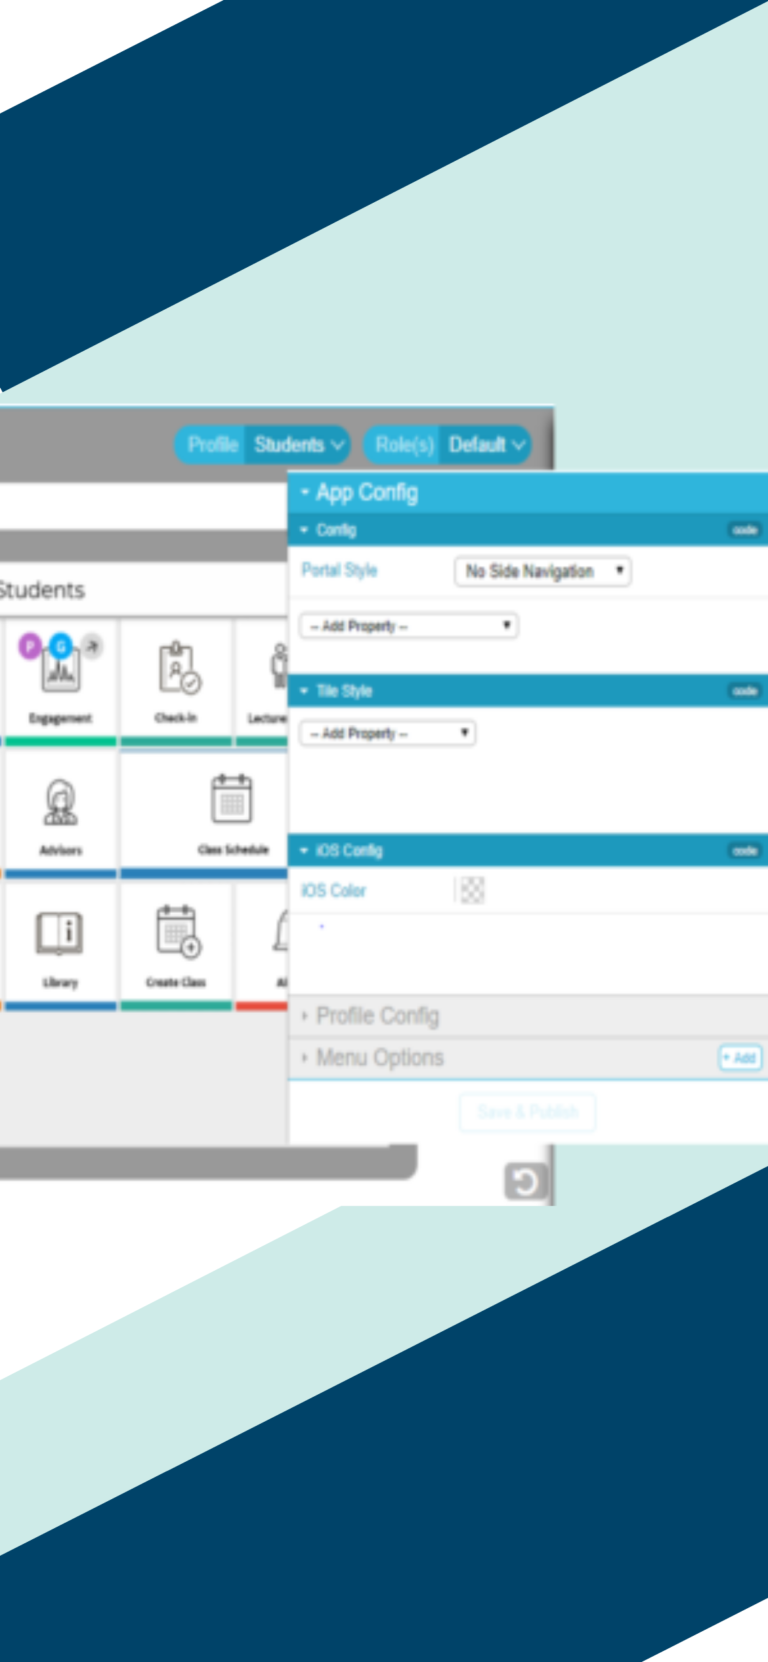 Profile Students Role(s) Default
App Config
Config code
Portal Style No Side Navigation
-- Add Property --
Tile Style code
-- Add Property --
iOS Config code
iOS Color
Profile Config
Menu Options + Add
Save & Publish
Students
P G
Engagement Check-in Lecture
Advisors Class Schedule
Library Create Class Al